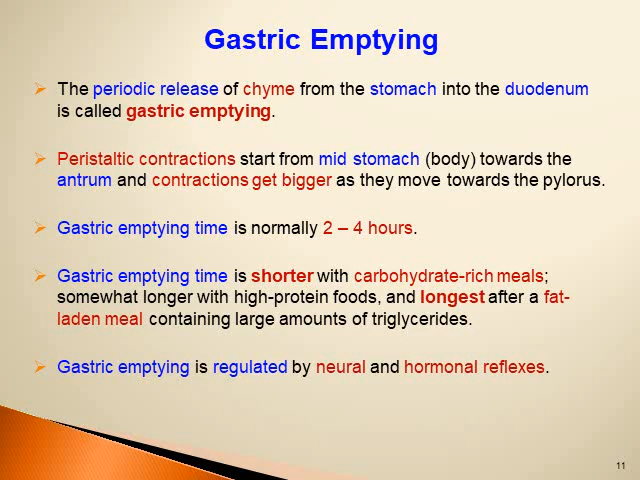 Gastric Emptying
The periodic release of chyme from the stomach into the duodenum
is called gastric emptying.
Peristaltic contractions start from mid stomach (body) towards the
antrum and contractions get bigger as they move towards the pylorus.
Gastric emptying time is normally 2 – 4 hours.
Gastric emptying time is shorter with carbohydrate-rich meals;
somewhat longer with high-protein foods, and longest after a fat-
laden meal containing large amounts of triglycerides.
Gastric emptying is regulated by neural and hormonal reflexes.
11